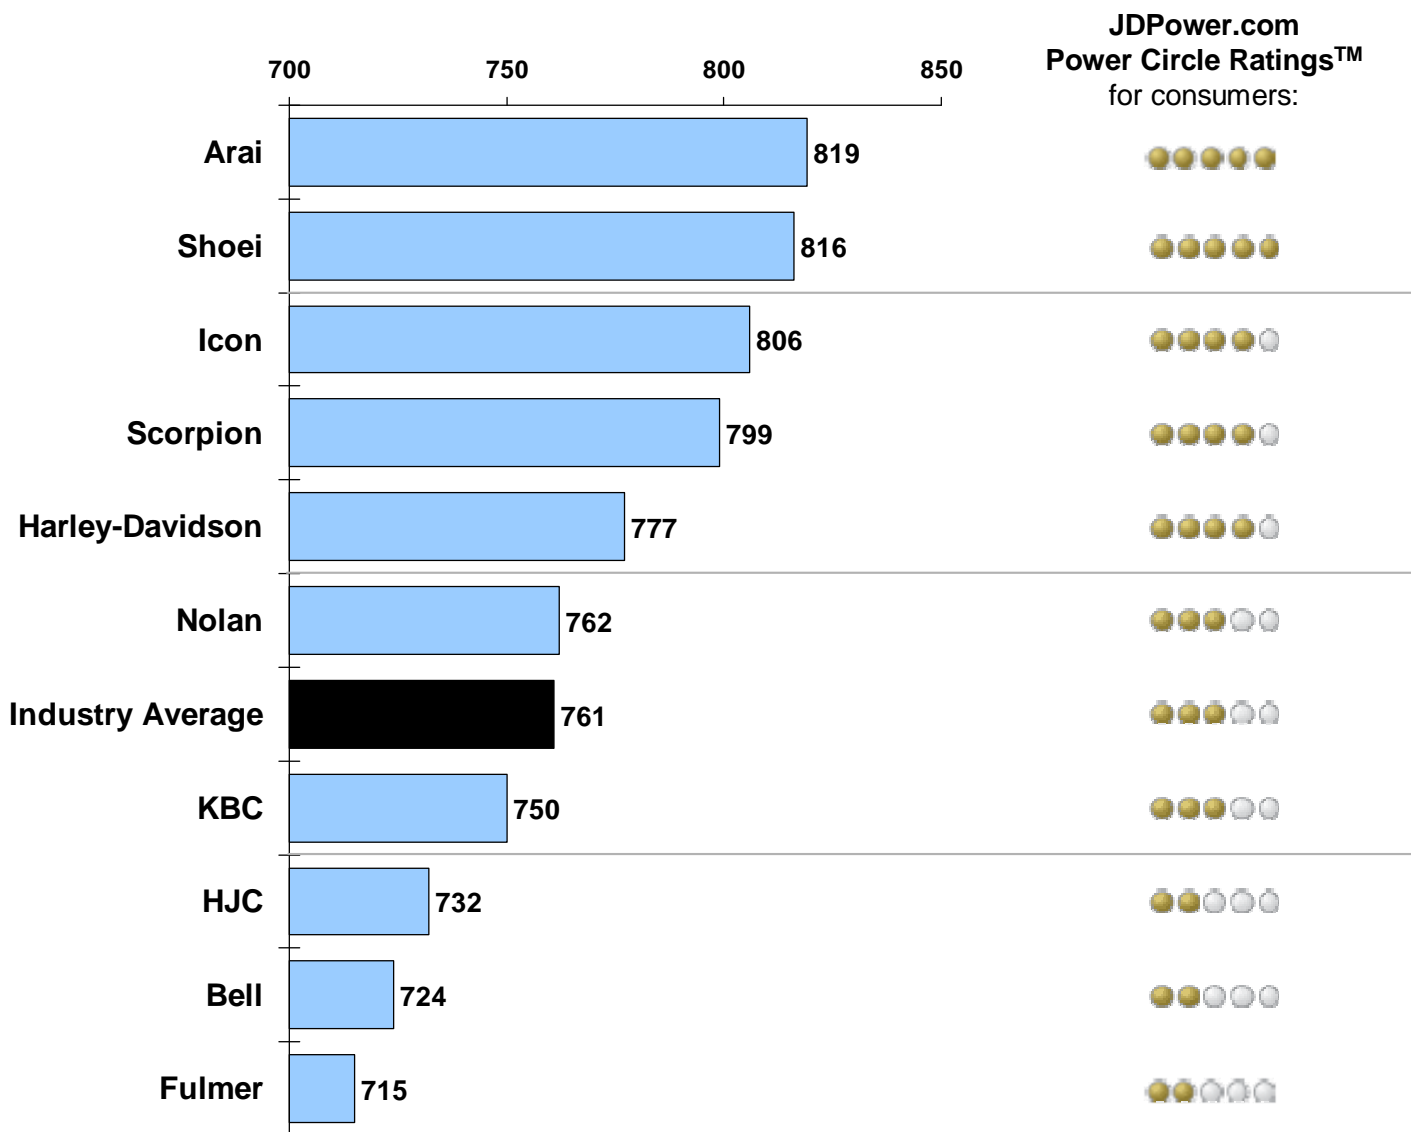 JDPower.com
Power Circle Ratings™
for consumers:
700 750 800 850
Arai 819
Shoei 816
Icon 806
Scorpion 799
Harley-Davidson 777
Nolan 762
Industry Average 761
KBC 750
HJC 732
Bell 724
Fulmer 715